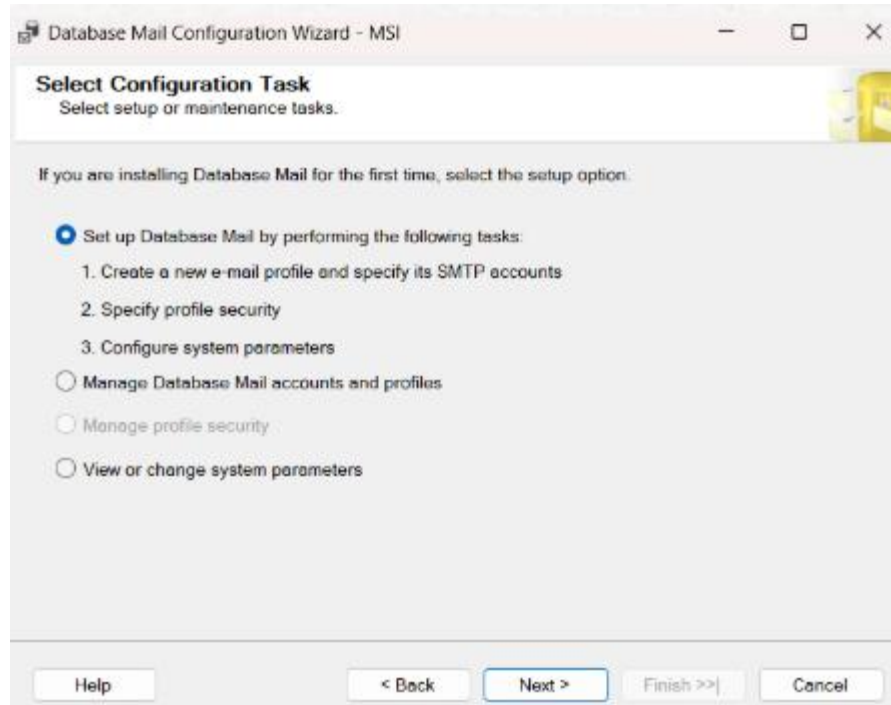 Database Mail Configuration Wizard - MSI
Select Configuration Task
Select setup or maintenance tasks.
If you are installing Database Mail for the first time, select the setup option.
Set up Database Mail by performing the following tasks:
1. Create a new e-mail profile and specify its SMTP accounts
2. Specify profile security
3. Configure system parameters
Manage Database Mail accounts and profiles
Manage profile security
View or change system parameters
Help < Back Next > Finish >>| Cancel